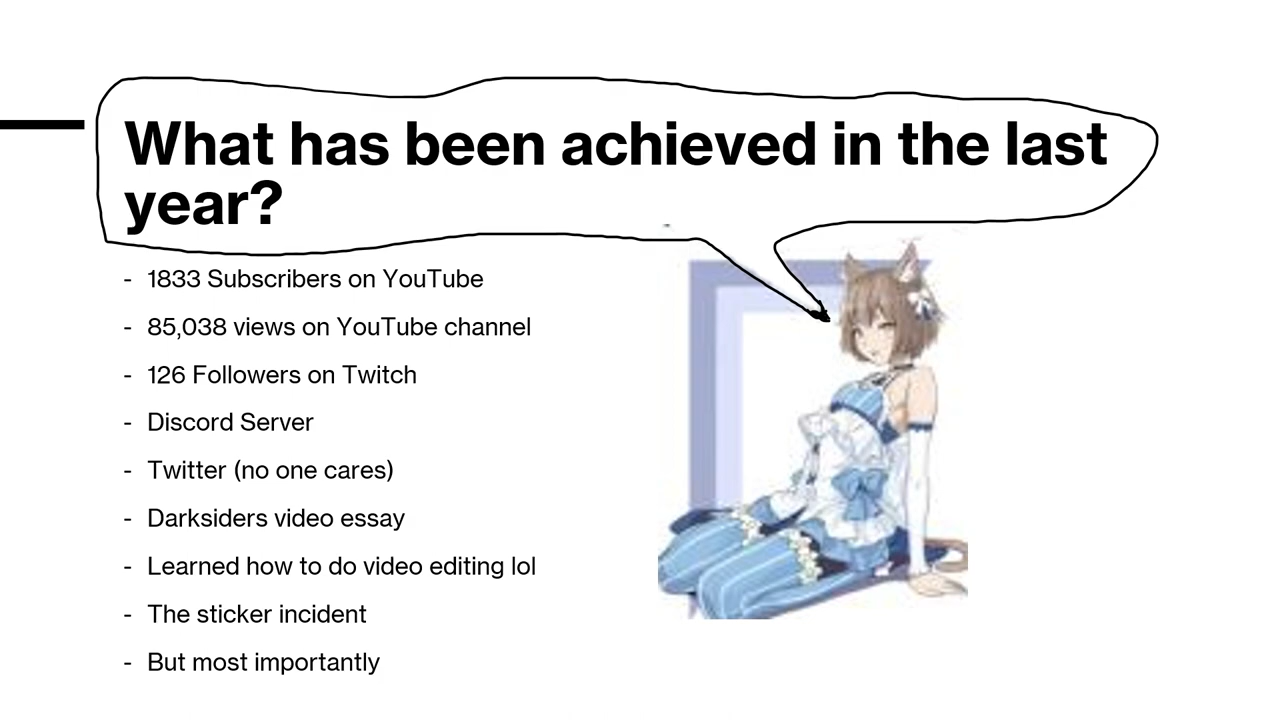 What has been achieved in the last
year?
- 1833 Subscribers on YouTube
- 85,038 views on YouTube channel
- 126 Followers on Twitch
- Discord Server
- Twitter (no one cares)
- Darksiders video essay
- Learned how to do video editing lol
- The sticker incident
- But most importantly